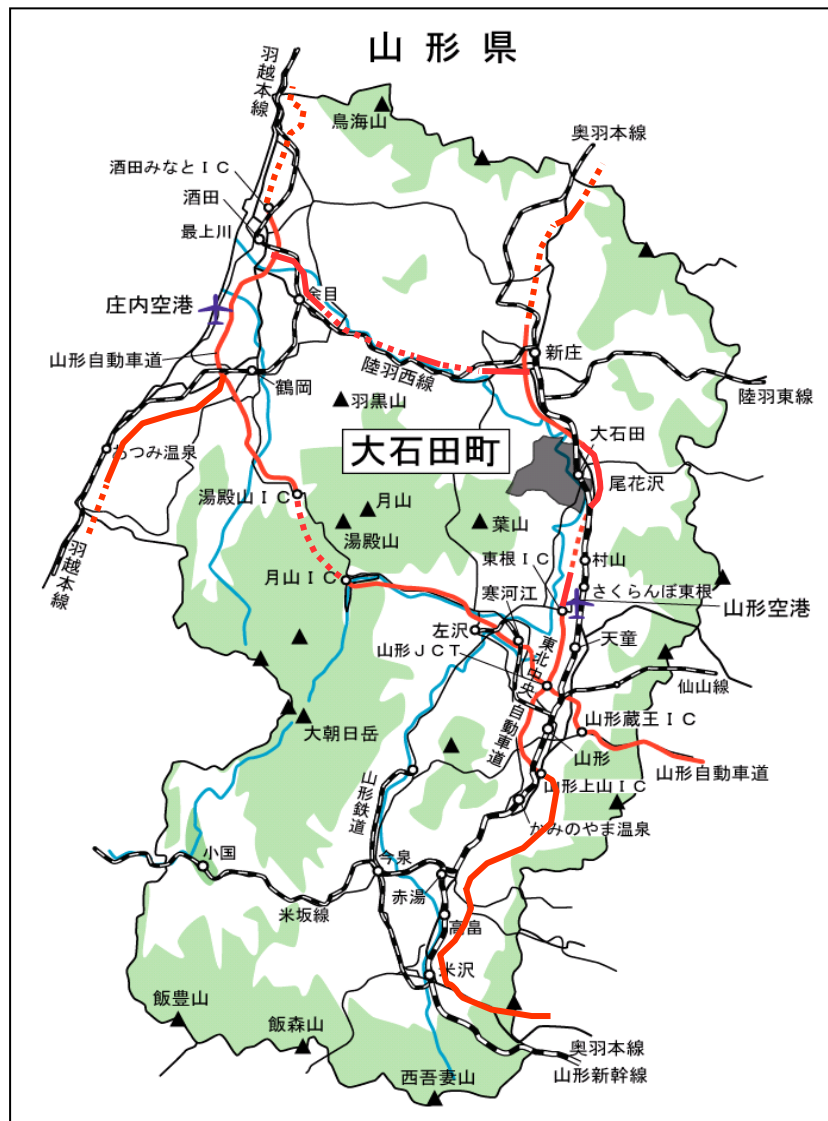 山形県
羽越本線
鳥海山
奥羽本線
酒田みなとＩＣ
酒田
最上川
庄内空港
余目
山形自動車道
新庄
陸羽西線
鶴岡
陸羽東線
羽黒山
大石田
大石田町
あつみ温泉
尾花沢
湯殿山ＩＣ
月山
葉山
湯殿山
羽越本線
東根ＩＣ
村山
月山ＩＣ
寒河江
さくらんぼ東根
山形空港
左沢
天童
山形ＪＣＴ
東北中央自動車道
仙山線
山形蔵王ＩＣ
大朝日岳
山形
山形自動車道
山形上山ＩＣ
山形鉄道
かみのやま温泉
小国
今泉
赤湯
米坂線
高畠
米沢
飯豊山
飯森山
奥羽本線
山形新幹線
西吾妻山